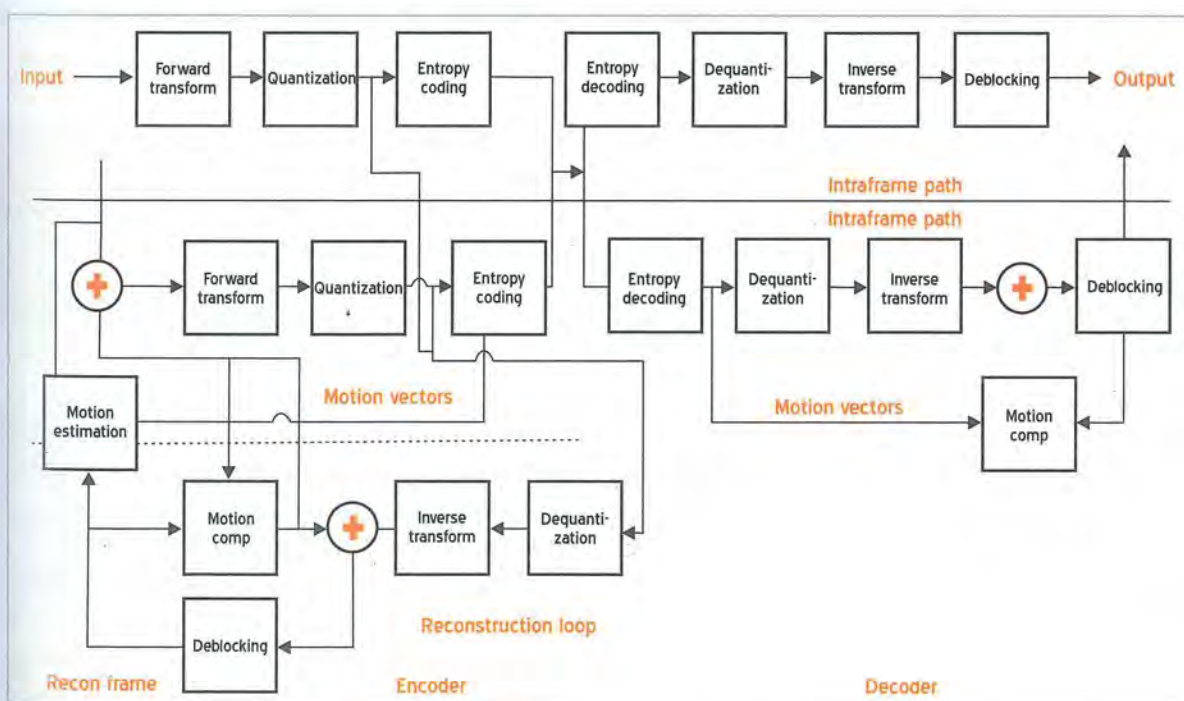 Input
Forward
transform
Quantization
Entropy
coding
Entropy
decoding
Dequanti-
zation
Inverse
transform
Deblocking
Output
Intraframe path
Intraframe path
Forward
transform
Quantization
Entropy
coding
Entropy
decoding
Dequanti-
zation
Inverse
transform
Deblocking
Motion
estimation
Motion vectors
Motion vectors
Motion
comp
Motion
comp
Inverse
transform
Dequanti-
zation
Deblocking
Reconstruction loop
Recon frame
Encoder
Decoder